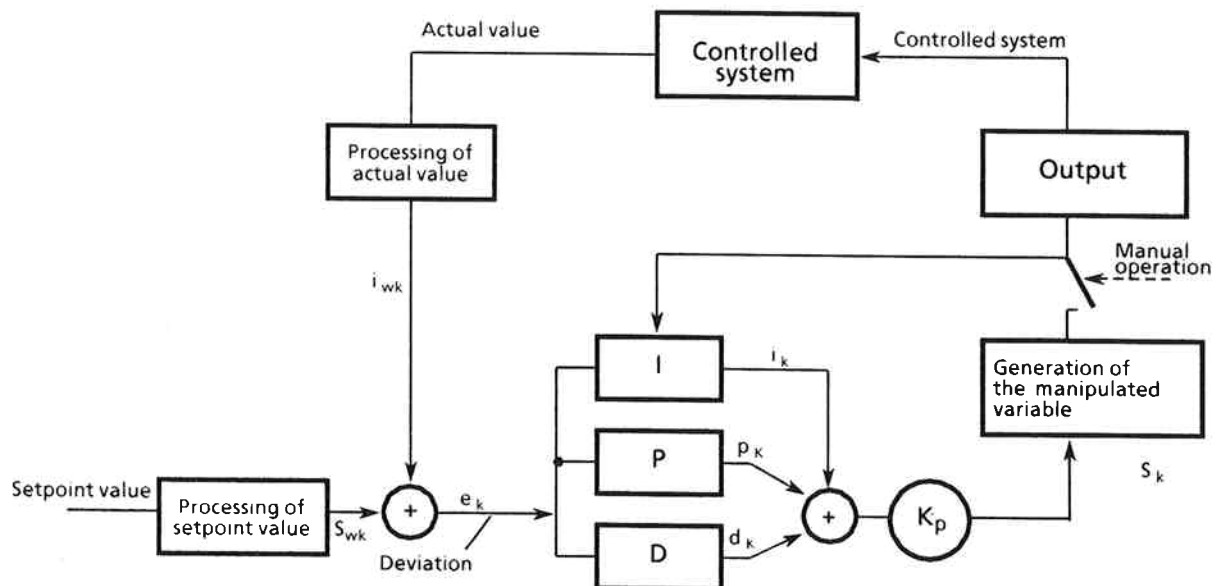 Actual value
Controlled
system
Controlled system
Processing of
actual value
Output
Manual
operation
i wk
I
i k
Generation of
the manipulated
variable
P
p K
S k
Setpoint value
Processing of
setpoint value
S wk
+
e k
+
K p
Deviation
D
d K